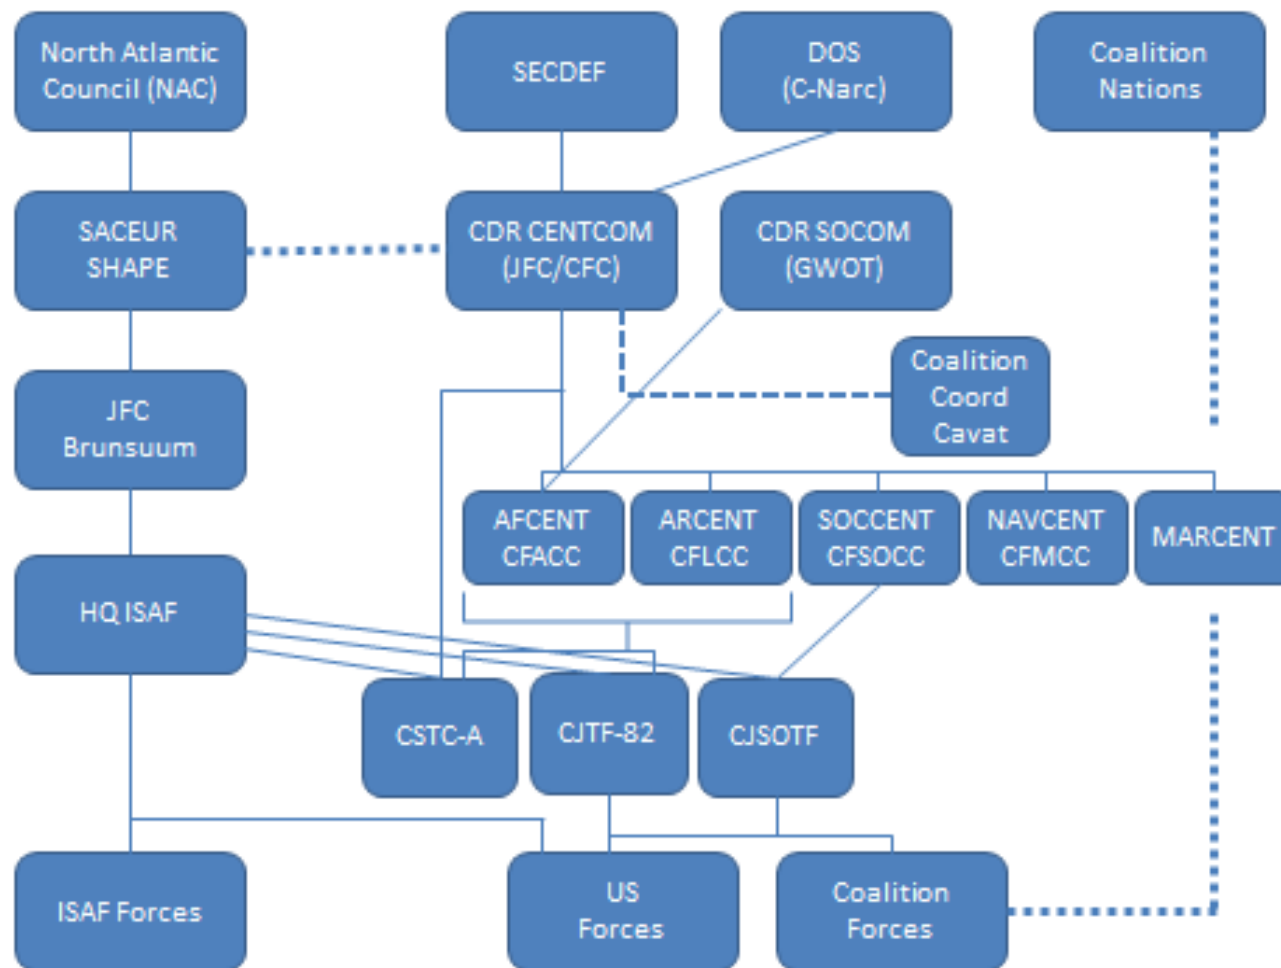 North Atlantic
Council (NAC)
SECDEF
DOS
(C-Narc)
Coalition
Nations
SACEUR
SHAPE
CDR CENTCOM
(JFC/CFC)
CDR SOCOM
(GWOT)
Coalition
Coord
Cavat
JFC
Brunsuum
AFCENT
CFACC
ARCENT
CFLCC
SOCCENT
CFSOCC
NAVCENT
CFMCC
MARCENT
HQ ISAF
CSTC-A
CJTF-82
CJSOTF
ISAF Forces
US
Forces
Coalition
Forces